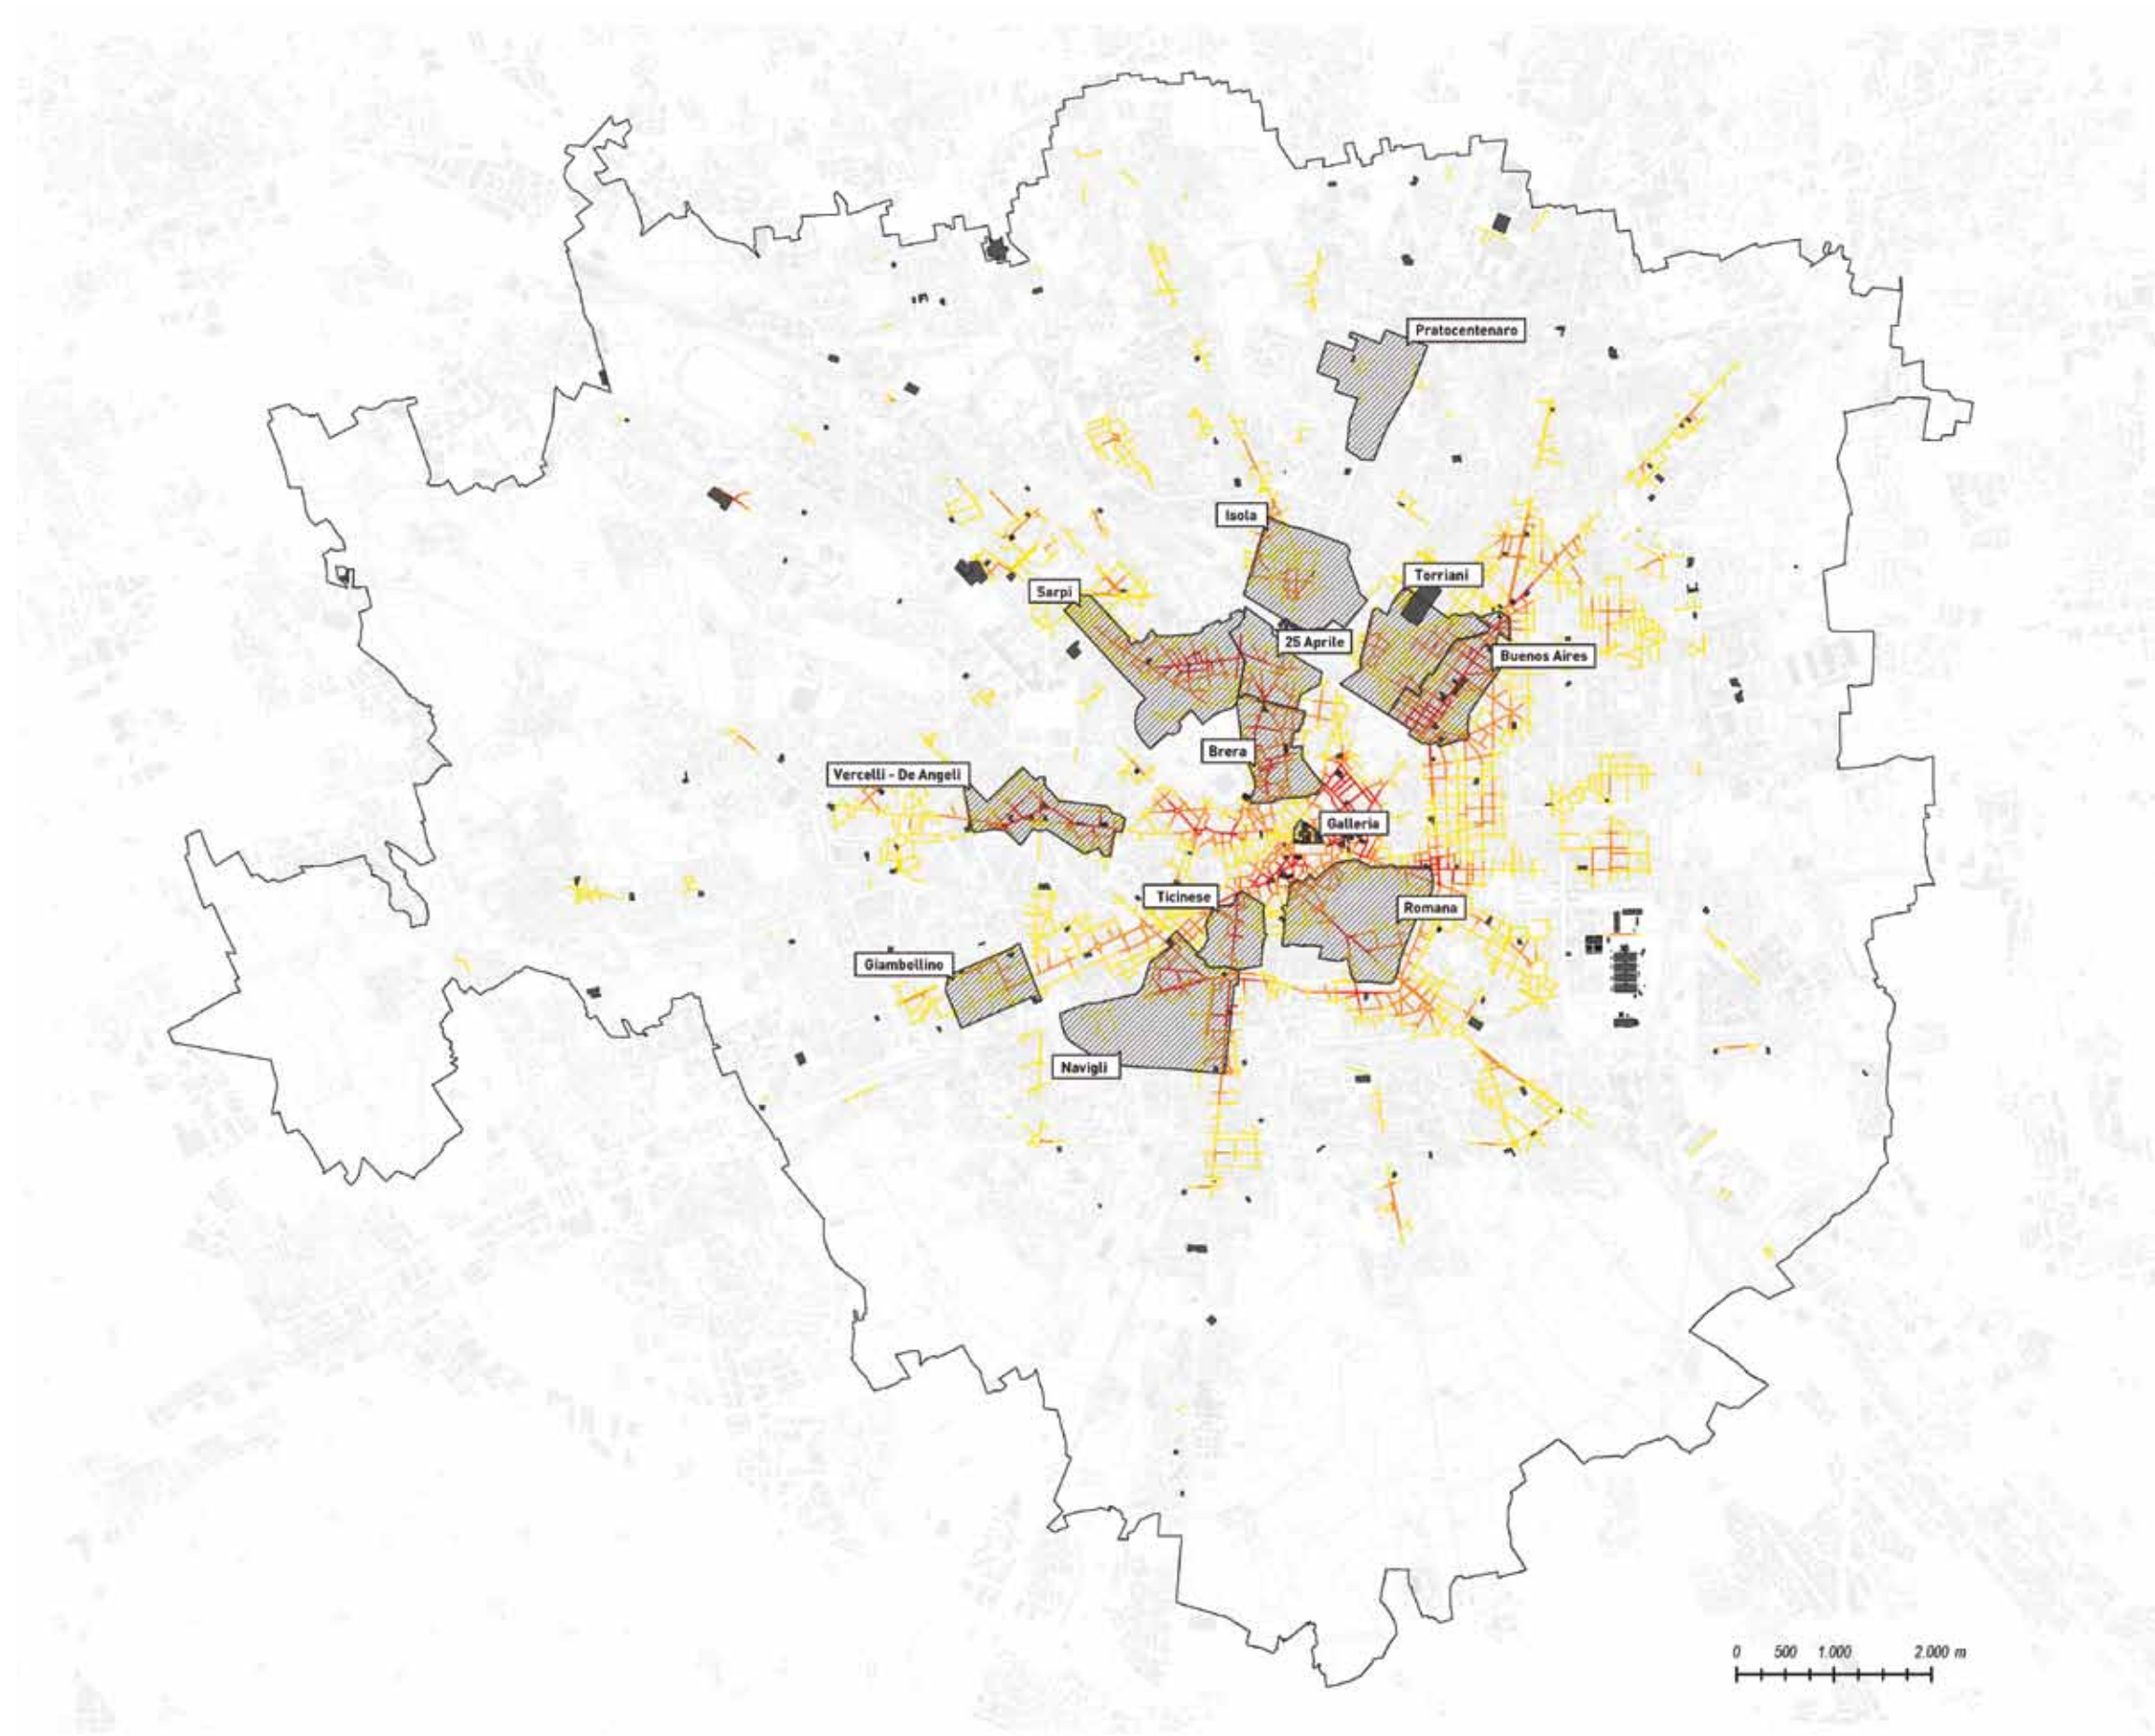 Pratocentenaro
Isola
Torriani
Sarpi
25 Aprile
Buenos Aires
Brera
Vercelli - De Angeli
Galleria
Ticinese
Romana
Giambellino
Navigli
0 500 1.000 2.000 m